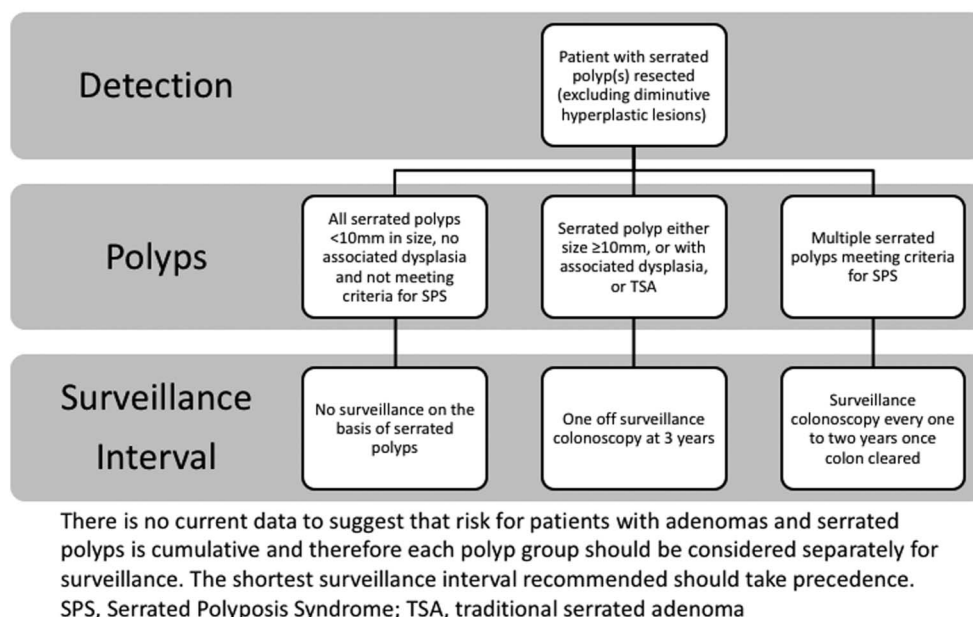 Detection
Patient with serrated
polyp(s) resected
(excluding diminutive
hyperplastic lesions)
Polyps
All serrated polyps
<10mm in size, no
associated dysplasia
and not meeting
criteria for SPS
Serrated polyp either
size ≥10mm, or with
associated dysplasia,
or TSA
Multiple serrated
polyps meeting criteria
for SPS
Surveillance
Interval
No surveillance on the
basis of serrated
polyps
One off surveillance
colonoscopy at 3 years
Surveillance
colonoscopy every one
to two years once
colon cleared
There is no current data to suggest that risk for patients with adenomas and serrated
polyps is cumulative and therefore each polyp group should be considered separately for
surveillance. The shortest surveillance interval recommended should take precedence.
SPS, Serrated Polyposis Syndrome; TSA, traditional serrated adenoma